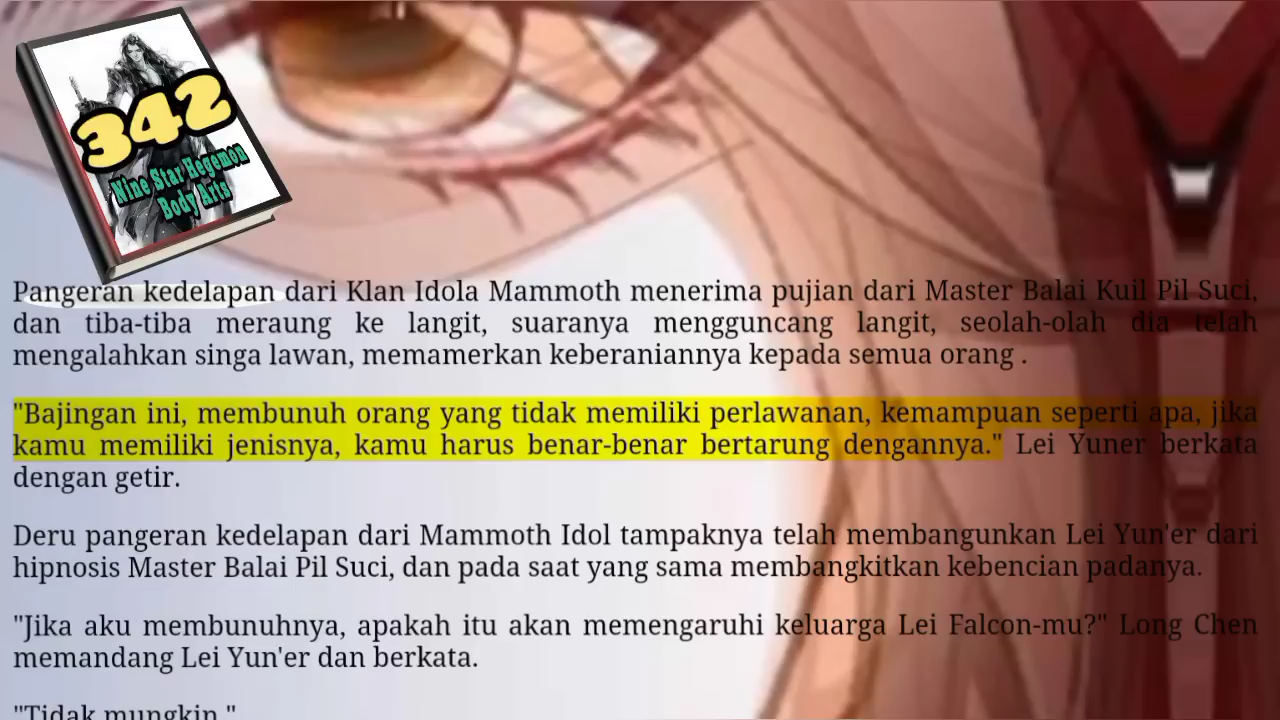 342
Nine Star Hegemon
Body Arts
Pangeran kedelapan dari Klan Idola Mammoth menerima pujian dari Master Balai Kuil Pil Suci,
dan tiba-tiba meraung ke langit, suaranya mengguncang langit, seolah-olah dia telah
mengalahkan singa lawan, memamerkan keberaniannya kepada semua orang .
"Bajingan ini, membunuh orang yang tidak memiliki perlawanan, kemampuan seperti apa, jika
kamu memiliki jenisnya, kamu harus benar-benar bertarung dengannya." Lei Yuner berkata
dengan getir.
Deru pangeran kedelapan dari Mammoth Idol tampaknya telah membangunkan Lei Yun'er dari
hipnosis Master Balai Pil Suci, dan pada saat yang sama membangkitkan kebencian padanya.
"Jika aku membunuhnya, apakah itu akan memengaruhi keluarga Lei Falcon-mu?" Long Chen
memandang Lei Yun'er dan berkata.
"Tidak mungkin."